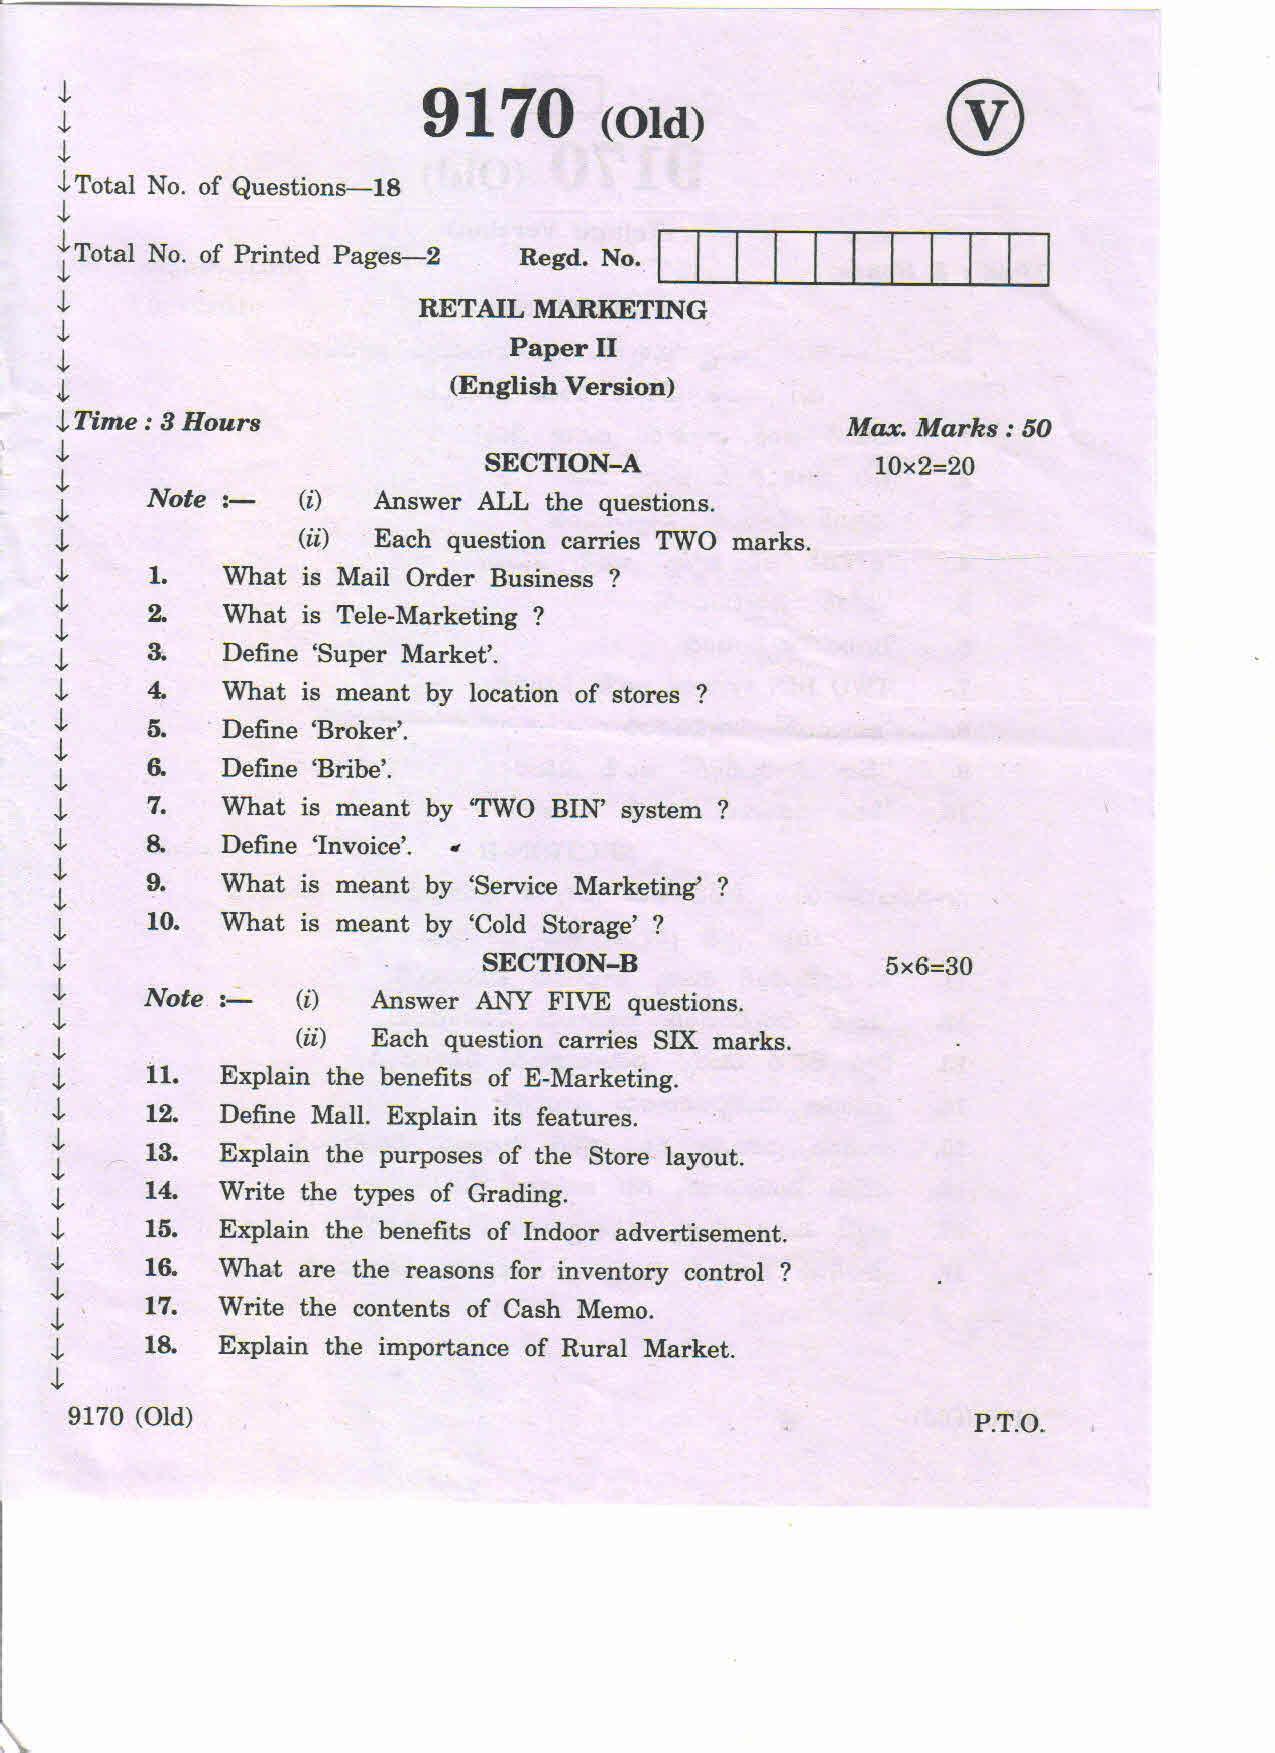 9170 (Old)
V
Total No. of Questions—18
Total No. of Printed Pages—2 Regd. No.
RETAIL MARKETING
Paper II
(English Version)
Time : 3 Hours Max. Marks : 50
SECTION–A 10×2=20
Note :— (i) Answer ALL the questions.
(ii) Each question carries TWO marks.
1. What is Mail Order Business ?
2. What is Tele-Marketing ?
3. Define ‘Super Market’.
4. What is meant by location of stores ?
5. Define ‘Broker’.
6. Define ‘Bribe’.
7. What is meant by ‘TWO BIN’ system ?
8. Define ‘Invoice’.
9. What is meant by ‘Service Marketing’ ?
10. What is meant by ‘Cold Storage’ ?
SECTION–B 5×6=30
Note :— (i) Answer ANY FIVE questions.
(ii) Each question carries SIX marks.
11. Explain the benefits of E-Marketing.
12. Define Mall. Explain its features.
13. Explain the purposes of the Store layout.
14. Write the types of Grading.
15. Explain the benefits of Indoor advertisement.
16. What are the reasons for inventory control ?
17. Write the contents of Cash Memo.
18. Explain the importance of Rural Market.
9170 (Old) P.T.O.